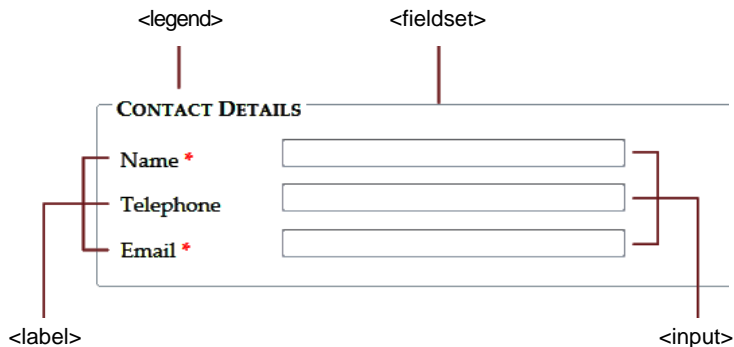 <legend> <fieldset>
CONTACT DETAILS
Name *
Telephone
Email *
<label> <input>